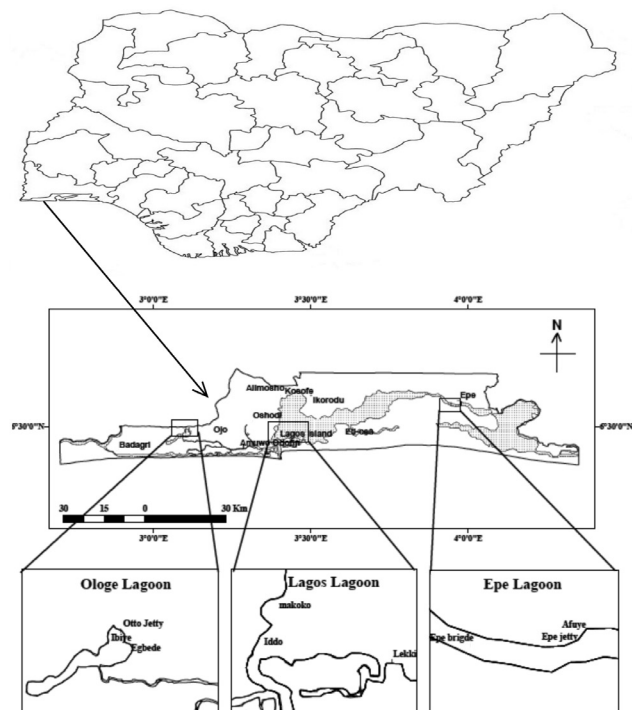 3°0'0"E 3°30'0"E 4°0'0"E
N
Alimosho
Kosofe
Ikorodu
Epe
Oshodi
Ojo
6°30'0"N
Lagos Island
Eti-osa
6°30'0"N
Badagri
30 15 0 30 Km
3°0'0"E 3°30'0"E 4°0'0"E
Ologe Lagoon
Otto Jetty
Ibiye
Egbede
Lagos Lagoon
makoko
Iddo
Lekki
Epe Lagoon
Afuye
Epe brigde
Epe jetty